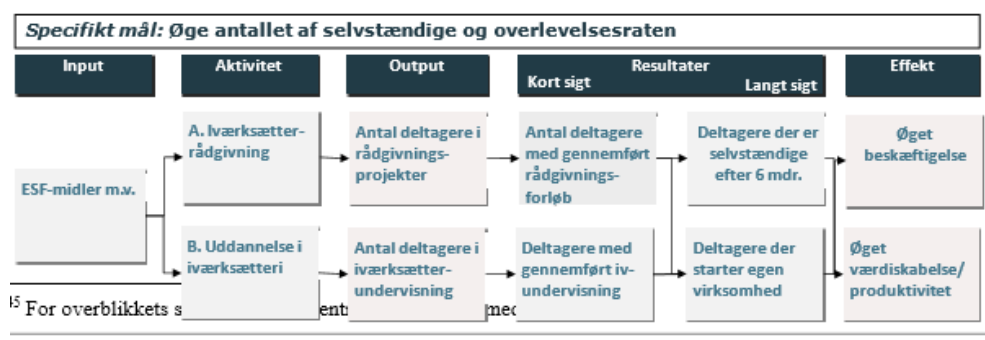 Specifikt mål: Øge antallet af selvstændige og overlevelsesraten
Input
Aktivitet
Output
Resultater
Kort sigt
Langt sigt
Effekt
ESF-midler m.v.
A. Iværksætter-
rådgivning
Antal deltagere i
rådgivnings-
projekter
Antal deltagere
med gennemført
rådgivnings-
forløb
Deltagere der er
selvstændige
efter 6 mdr.
Øget
beskæftigelse
B. Uddannelse i
iværksætteri
Antal deltagere i
iværksætter-
undervisning
Deltagere med
gennemført iv-
undervisning
Deltagere der
starter egen
virksomhed
Øget
værdiskabelse/
produktivitet
45 For overblikkets s